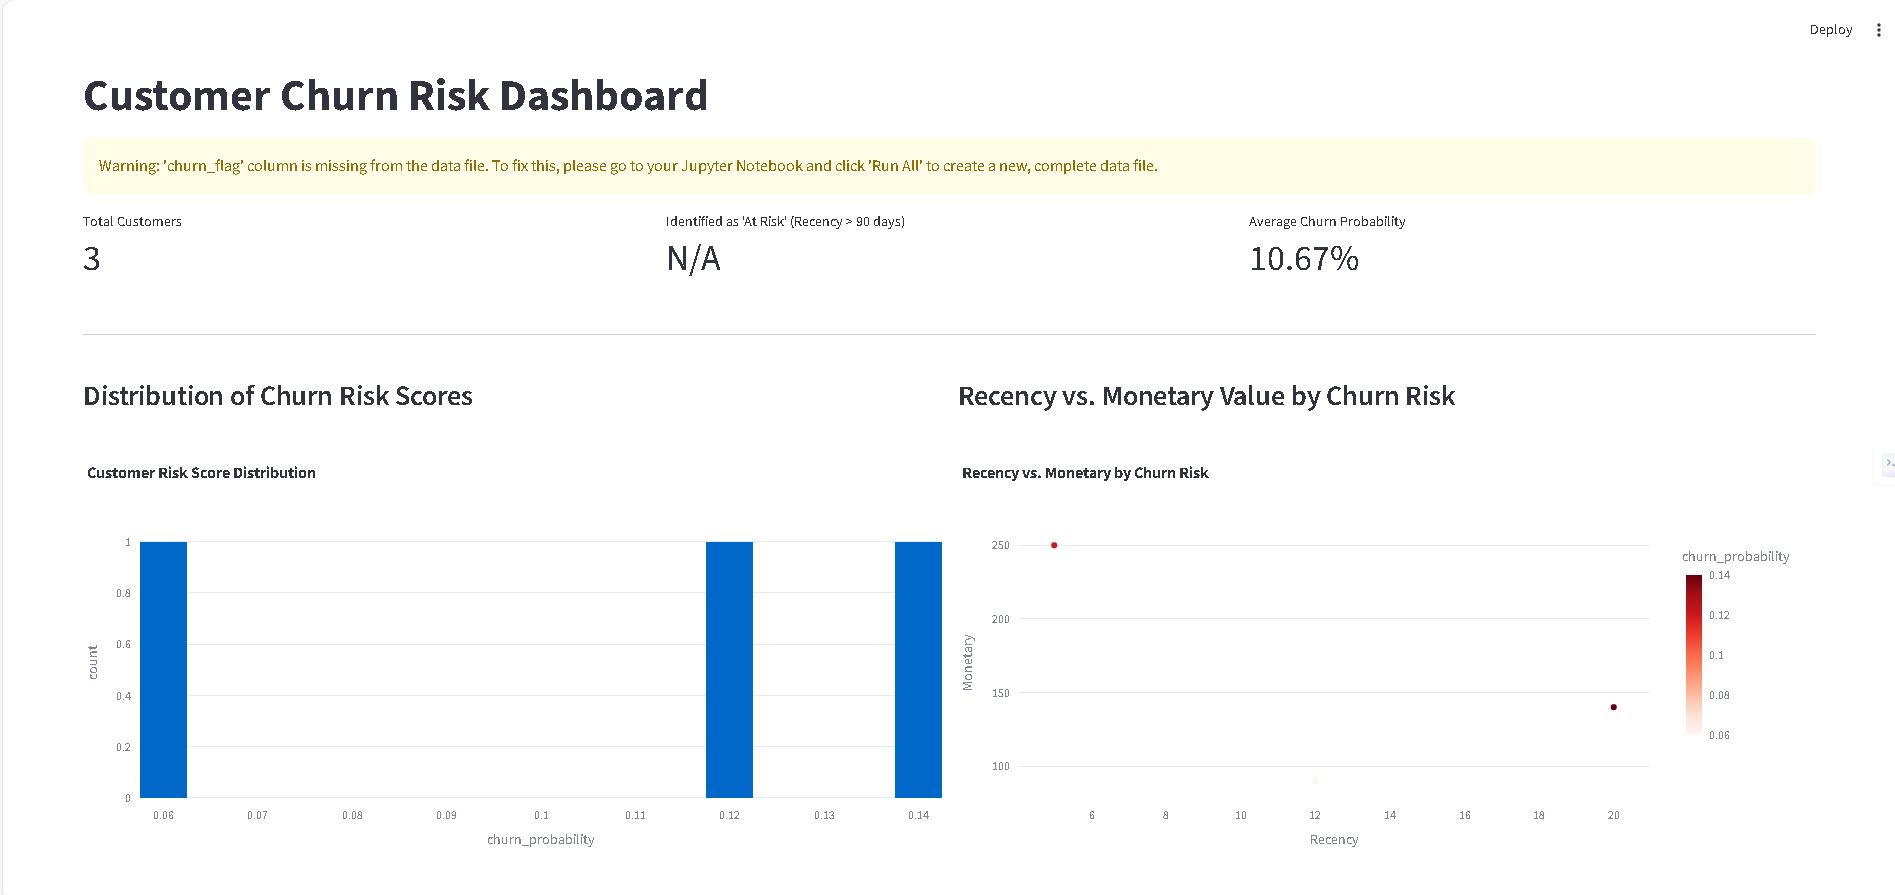 Deploy
Customer Churn Risk Dashboard
Warning: 'churn_flag' column is missing from the data file. To fix this, please go to your Jupyter Notebook and click 'Run All' to create a new, complete data file.
Total Customers
3
Identified as 'At Risk' (Recency > 90 days)
N/A
Average Churn Probability
10.67%
Distribution of Churn Risk Scores
Customer Risk Score Distribution
1
0.8
0.6
0.4
0.2
0
count
0.06 0.07 0.08 0.09 0.1 0.11 0.12 0.13 0.14
churn_probability
Recency vs. Monetary Value by Churn Risk
Recency vs. Monetary by Churn Risk
250
200
150
100
Monetary
6 8 10 12 14 16 18 20
Recency
churn_probability
0.14
0.12
0.1
0.08
0.06